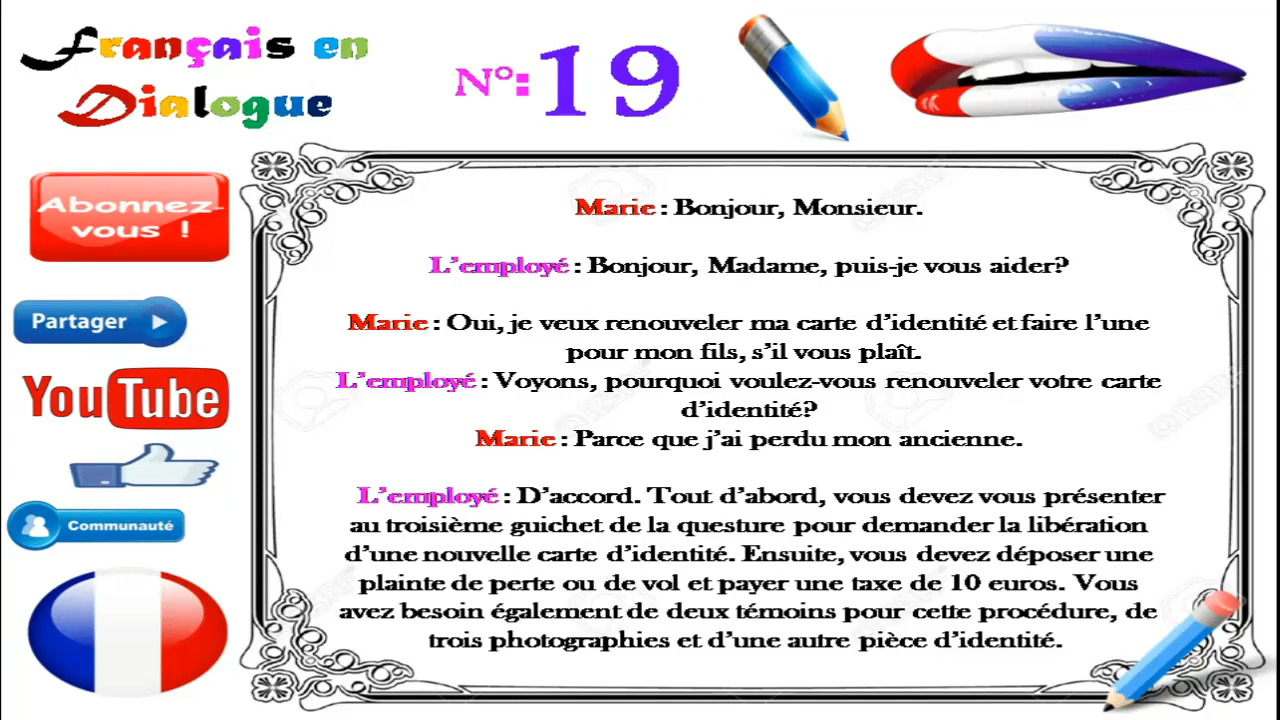 Français en
Dialogue
N°:19
Abonnez-
vous !
Partager
YouTube
Communauté
Marie : Bonjour, Monsieur.
L’employé : Bonjour, Madame, puis-je vous aider?
Marie : Oui, je veux renouveler ma carte d’identité et faire l’une
pour mon fils, s’il vous plaît.
L’employé : Voyons, pourquoi voulez-vous renouveler votre carte
d’identité?
Marie : Parce que j’ai perdu mon ancienne.
L’employé : D’accord. Tout d’abord, vous devez vous présenter
au troisième guichet de la questure pour demander la libération
d’une nouvelle carte d’identité. Ensuite, vous devez déposer une
plainte de perte ou de vol et payer une taxe de 10 euros. Vous
avez besoin également de deux témoins pour cette procédure, de
trois photographies et d’une autre pièce d’identité.